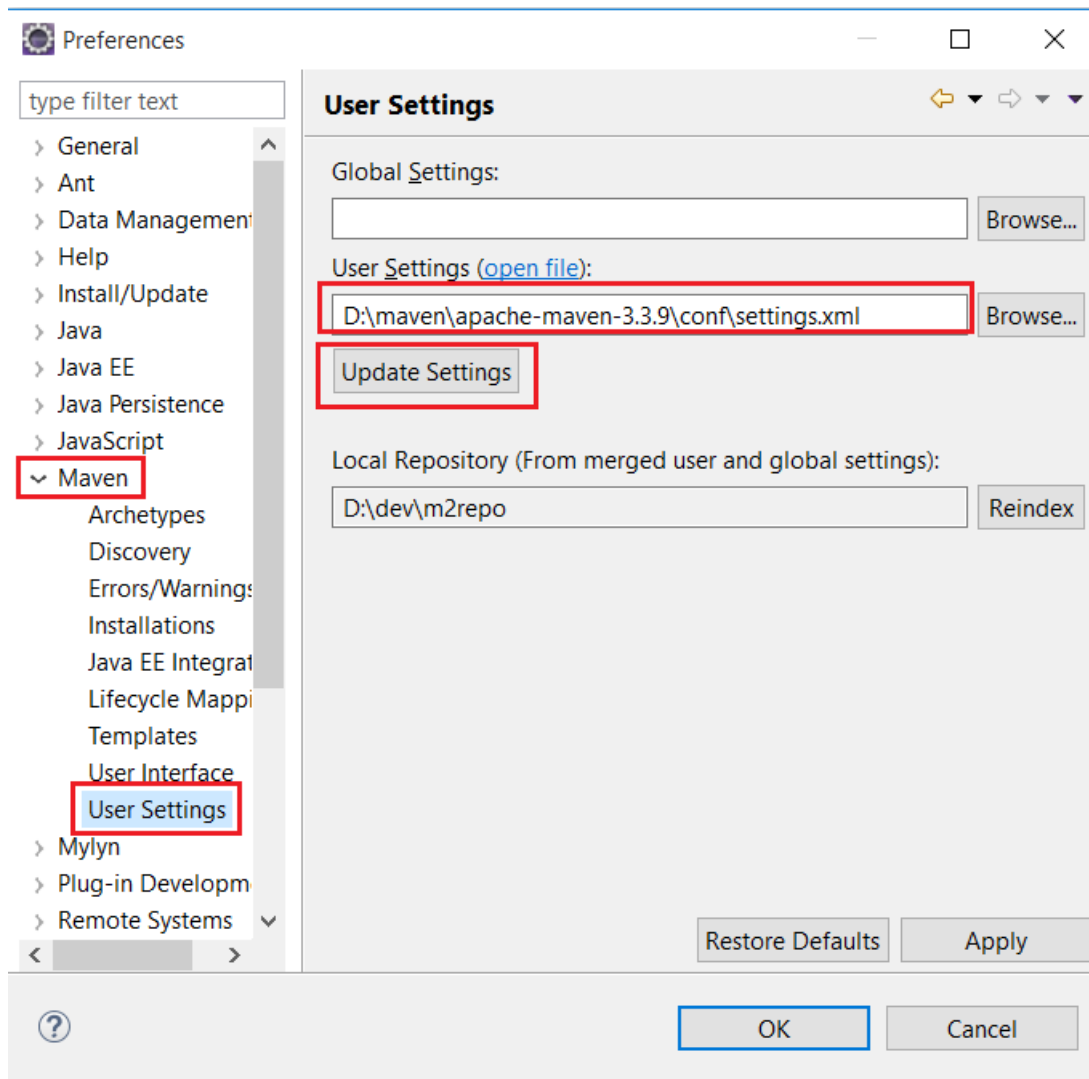 Preferences
type filter text
General
Ant
Data Management
Help
Install/Update
Java
Java EE
Java Persistence
JavaScript
Maven
Archetypes
Discovery
Errors/Warnings
Installations
Java EE Integrat
Lifecycle Mappi
Templates
User Interface
User Settings
Mylyn
Plug-in Developm
Remote Systems
User Settings
Global Settings:
Browse...
User Settings (open file):
D:\maven\apache-maven-3.3.9\conf\settings.xml
Browse...
Update Settings
Local Repository (From merged user and global settings):
D:\dev\m2repo
Reindex
Restore Defaults
Apply
OK
Cancel